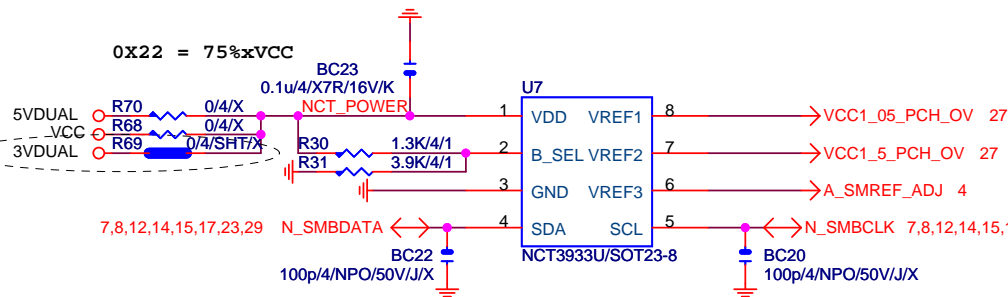 0X22 = 75%xVCC
BC23
0.1u/4/X7R/16V/K
NCT_POWER
U7
5VDUAL R70 0/4/X
VCC R68 0/4/X
3VDUAL R69 0/4/SHT/X
R30 1.3K/4/1
R31 3.9K/4/1
1 VDD VREF1 8 VCC1_05_PCH_OV 27
2 B_SEL VREF2 7 VCC1_5_PCH_OV 27
3 GND VREF3 6 A_SMREF_ADJ 4
7,8,12,14,15,17,23,29 N_SMBDATA 4 SDA SCL 5 N_SMBCLK 7,8,12,14,15,1
BC22
100p/4/NPO/50V/J/X
NCT3933U/SOT23-8
BC20
100p/4/NPO/50V/J/X